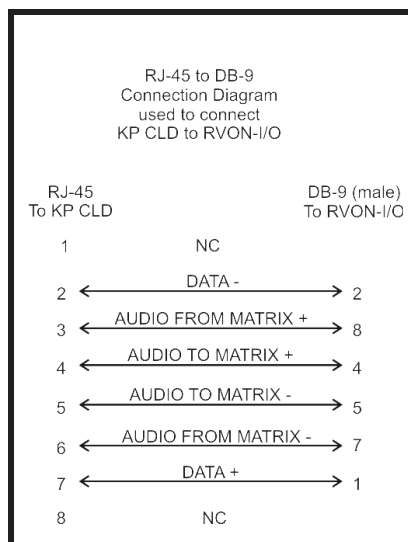 RJ-45 to DB-9
Connection Diagram
used to connect
KP CLD to RVON-I/O
RJ-45
To KP CLD
DB-9 (male)
To RVON-I/O
1 NC
2 DATA - 2
3 AUDIO FROM MATRIX + 8
4 AUDIO TO MATRIX + 4
5 AUDIO TO MATRIX - 5
6 AUDIO FROM MATRIX - 7
7 DATA + 1
8 NC